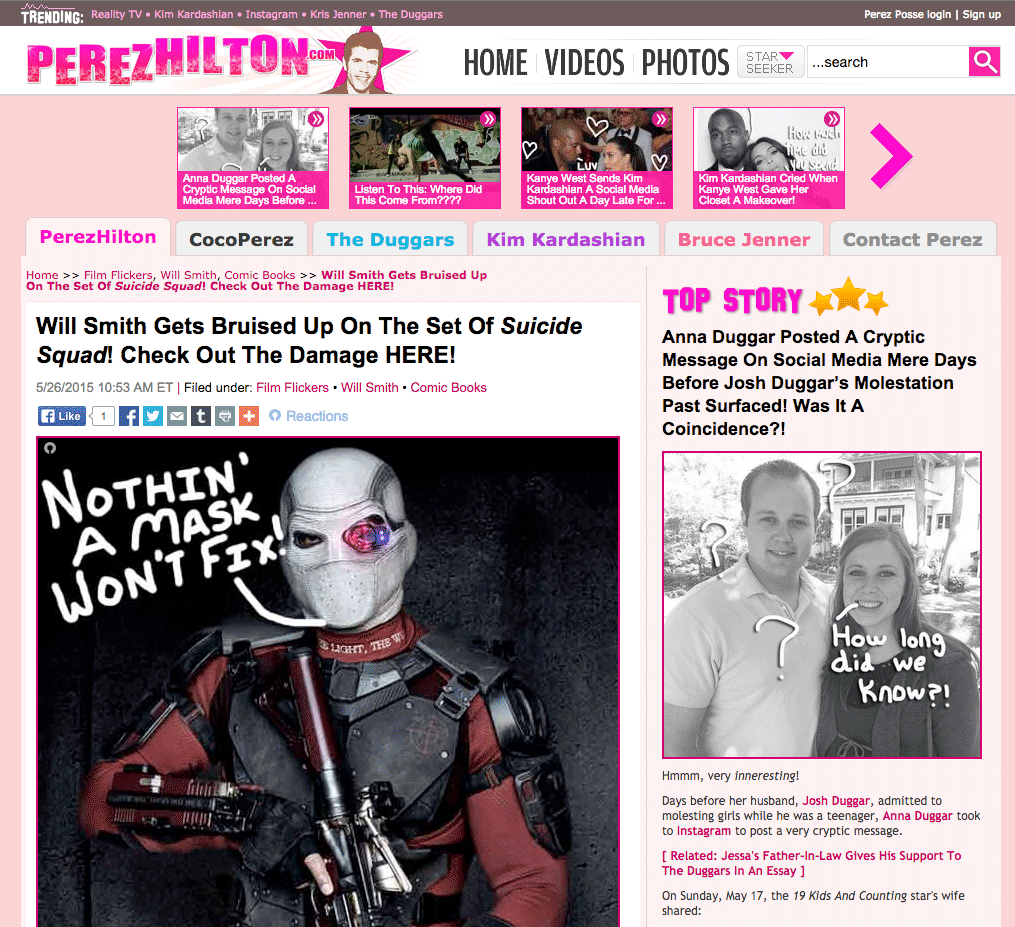 TRENDING: Reality TV • Kim Kardashian • Instagram • Kris Jenner • The Duggars
Perez Posse login | Sign up
PEREZHILTON.COM
HOME VIDEOS PHOTOS
STAR SEEKER
...search
Anna Duggar Posted A
Cryptic Message On Social
Media Mere Days Before ...
Listen To This: Where Did
This Come From????
LUV
Kanye West Sends Kim
Kardashian A Social Media
Shout Out A Day Late For ...
How much
time did
you spend
Kim Kardashian Cried When
Kanye West Gave Her
Closet A Makeover!
PerezHilton
CocoPerez
The Duggars
Kim Kardashian
Bruce Jenner
Contact Perez
Home >> Film Flickers, Will Smith, Comic Books >> Will Smith Gets Bruised Up
On The Set Of Suicide Squad! Check Out The Damage HERE!
Will Smith Gets Bruised Up On The Set Of Suicide
Squad! Check Out The Damage HERE!
5/26/2015 10:53 AM ET | Filed under: Film Flickers • Will Smith • Comic Books
Like 1 Reactions
NOTHIN'
A MASK
WON'T FIX!
E LIGHT, THE W
TOP STORY
Anna Duggar Posted A Cryptic
Message On Social Media Mere Days
Before Josh Duggar's Molestation
Past Surfaced! Was It A
Coincidence?!
? ? ?
How long
did we
know?!
Hmmm, very inneresting!
Days before her husband, Josh Duggar, admitted to
molesting girls while he was a teenager, Anna Duggar took
to Instagram to post a very cryptic message.
[ Related: Jessa's Father-In-Law Gives His Support To
The Duggars In An Essay ]
On Sunday, May 17, the 19 Kids And Counting star's wife
shared: